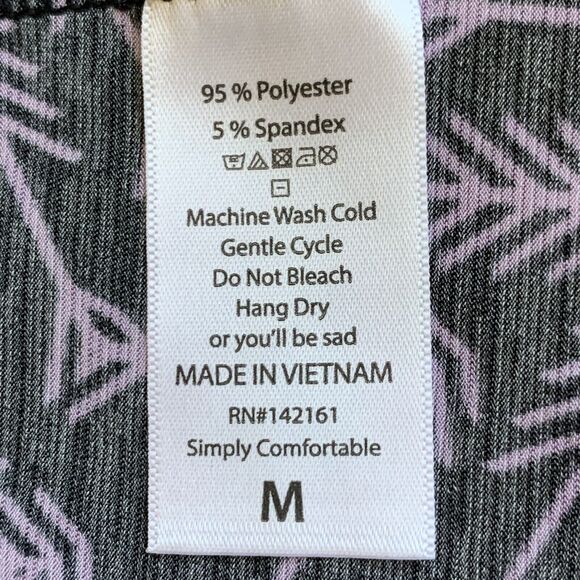 95 % Polyester
5 % Spandex
Machine Wash Cold
Gentle Cycle
Do Not Bleach
Hang Dry
or you'll be sad
MADE IN VIETNAM
RN#142161
Simply Comfortable
M